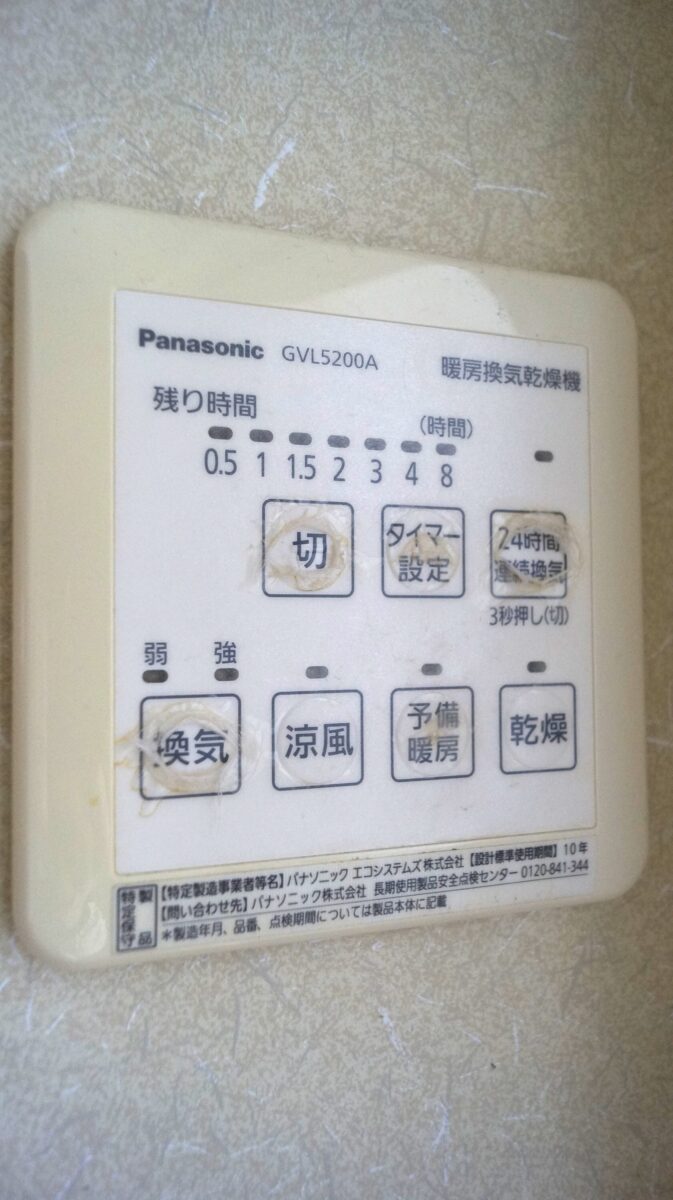 Panasonic GVL5200A 暖房換気乾燥機
残り時間 (時間)
0.5 1 1.5 2 3 4 8
切
タイマー
設定
24時間
連続換気
3秒押し(切)
弱 強
換気
涼風
予備
暖房
乾燥
特定保守製品
【特定製造事業者等名】パナソニック エコシステムズ株式会社【設計標準使用期間】10年
【問い合わせ先】パナソニック株式会社 長期使用製品安全点検センター 0120-841-344
*製造年月、品番、点検期間については製品本体に記載